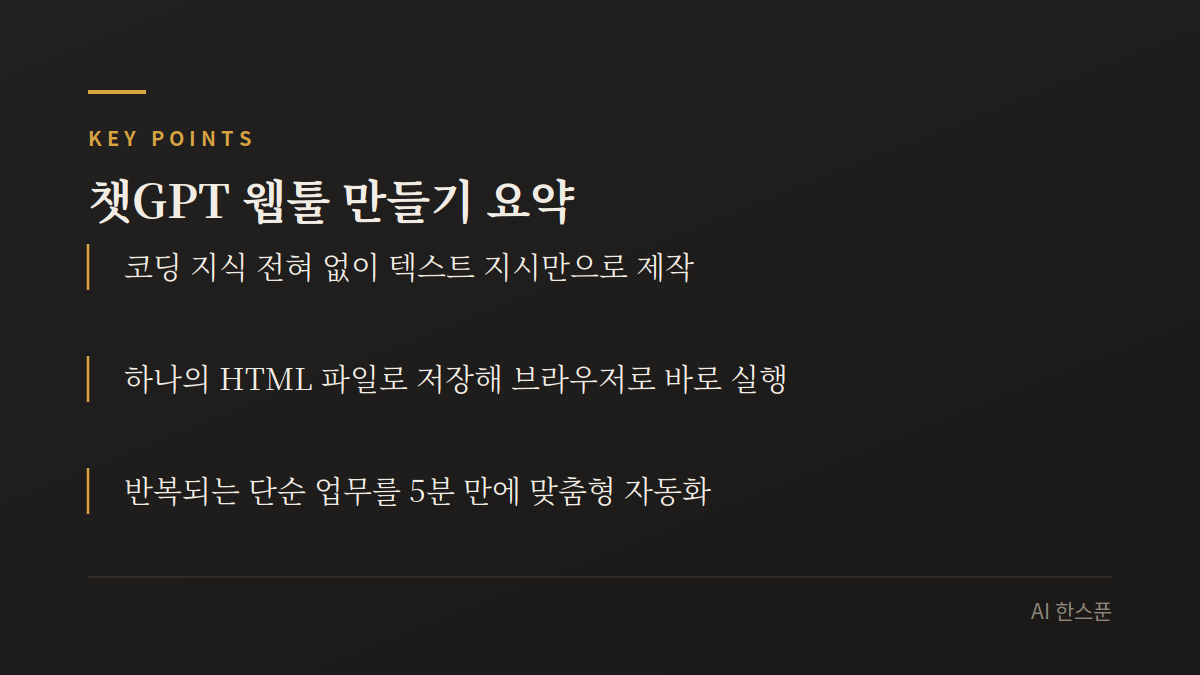 KEY POINTS
챗GPT 웹툴 만들기 요약
코딩 지식 전혀 없이 텍스트 지시만으로 제작
하나의 HTML 파일로 저장해 브라우저로 바로 실행
반복되는 단순 업무를 5분 만에 맞춤형 자동화
AI 한스푼